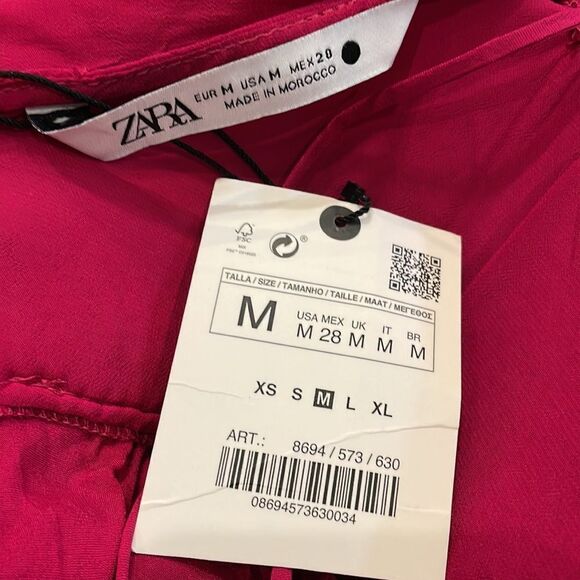 ZARA
EUR M USA M MEX 28
MADE IN MOROCCO
FSC
MIX
®
TALLA / SIZE / TAMANHO / TAILLE / MAAT / ΜΕΓΕΘΟΣ
M
USA MEX UK IT BR
M 28 M M M
XS S M L XL
ART.: 8694 / 573 / 630
08694573630034